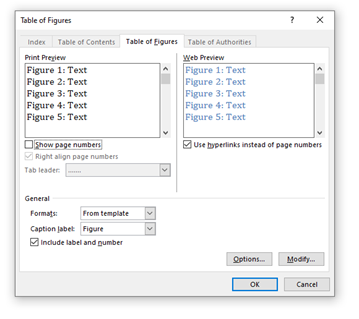 Table of Figures ? ×
Index Table of Contents Table of Figures Table of Authorities
Print Preview
Figure 1: Text
Figure 2: Text
Figure 3: Text
Figure 4: Text
Figure 5: Text
Web Preview
Figure 1: Text
Figure 2: Text
Figure 3: Text
Figure 4: Text
Figure 5: Text
Show page numbers
Right align page numbers
Tab leader: .......
Use hyperlinks instead of page numbers
General
Formats: From template
Caption label: Figure
Include label and number
Options... Modify...
OK Cancel